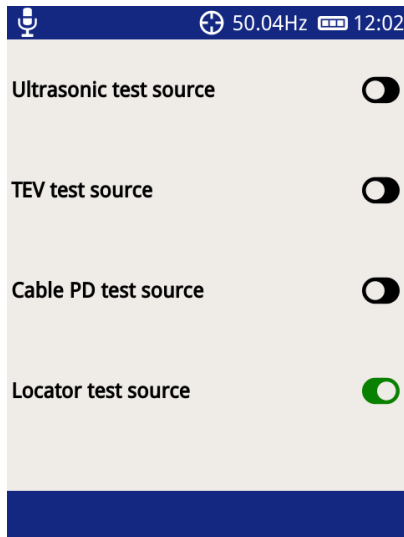 50.04Hz 12:02
Ultrasonic test source
TEV test source
Cable PD test source
Locator test source